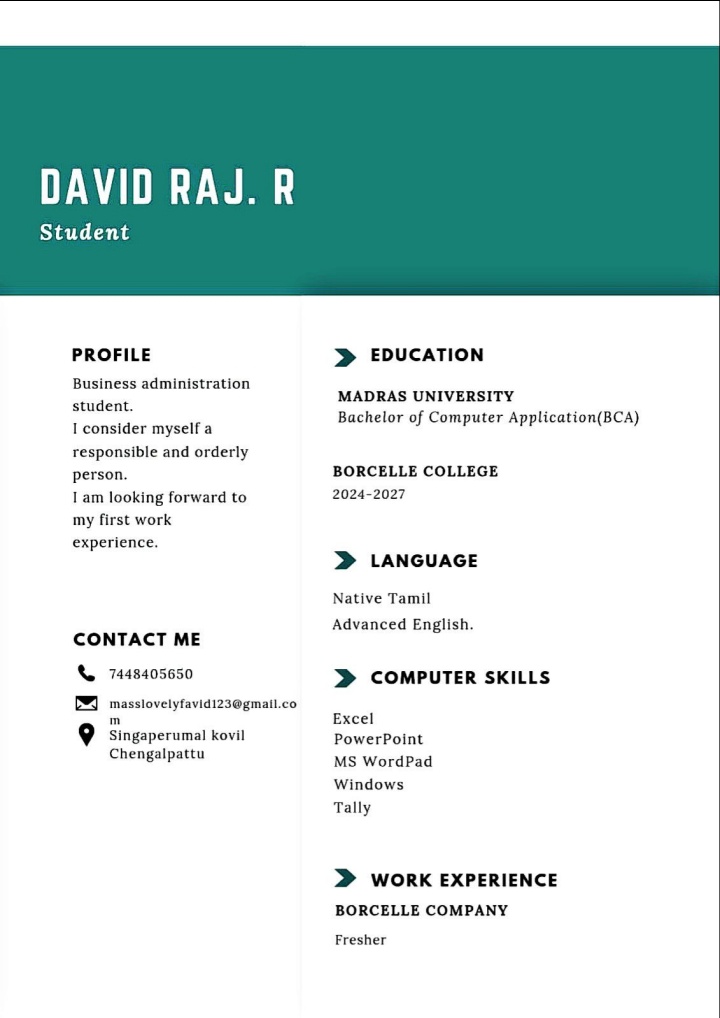 DAVID RAJ. R
Student
PROFILE
Business administration
student.
I consider myself a
responsible and orderly
person.
I am looking forward to
my first work
experience.
CONTACT ME
7448405650
masslovelyfavid123@gmail.co
m
Singaperumal kovil
Chengalpattu
EDUCATION
MADRAS UNIVERSITY
Bachelor of Computer Application(BCA)
BORCELLE COLLEGE
2024-2027
LANGUAGE
Native Tamil
Advanced English.
COMPUTER SKILLS
Excel
PowerPoint
MS WordPad
Windows
Tally
WORK EXPERIENCE
BORCELLE COMPANY
Fresher